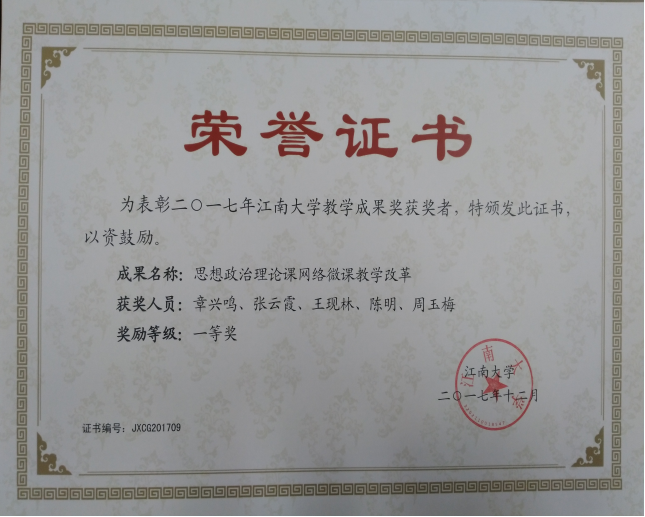 荣誉证书
为表彰二〇一七年江南大学教学成果奖获奖者，特颁发此证书，
以资鼓励。
成果名称：思想政治理论课网络微课教学改革
获奖人员：章兴鸣、张云霞、王现林、陈明、周玉梅
奖励等级：一等奖
江南大学
江南大学
二〇一七年十二月
证书编号：JXCG201709